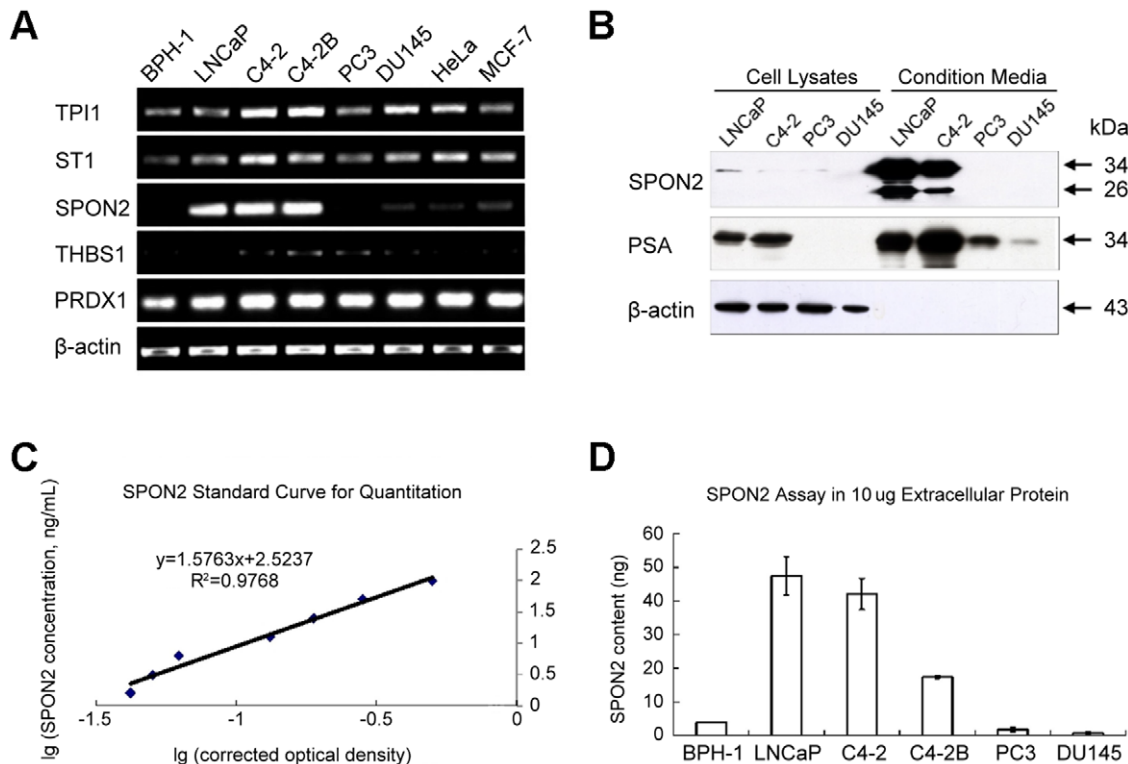 A
BPH-1 LNCaP C4-2 C4-2B PC3 DU145 HeLa MCF-7
TPI1
ST1
SPON2
THBS1
PRDX1
β-actin
B
Cell Lysates Condition Media
LNCaP C4-2 PC3 DU145 LNCaP C4-2 PC3 DU145 kDa
SPON2 34
26
PSA 34
β-actin 43
C
SPON2 Standard Curve for Quantitation
lg (SPON2 concentration, ng/mL)
y=1.5763x+2.5237
R²=0.9768
2.5
2
1.5
1
0.5
0
-1.5 -1 -0.5 0
lg (corrected optical density)
D
SPON2 Assay in 10 ug Extracellular Protein
SPON2 content (ng)
60
50
40
30
20
10
0
BPH-1 LNCaP C4-2 C4-2B PC3 DU145